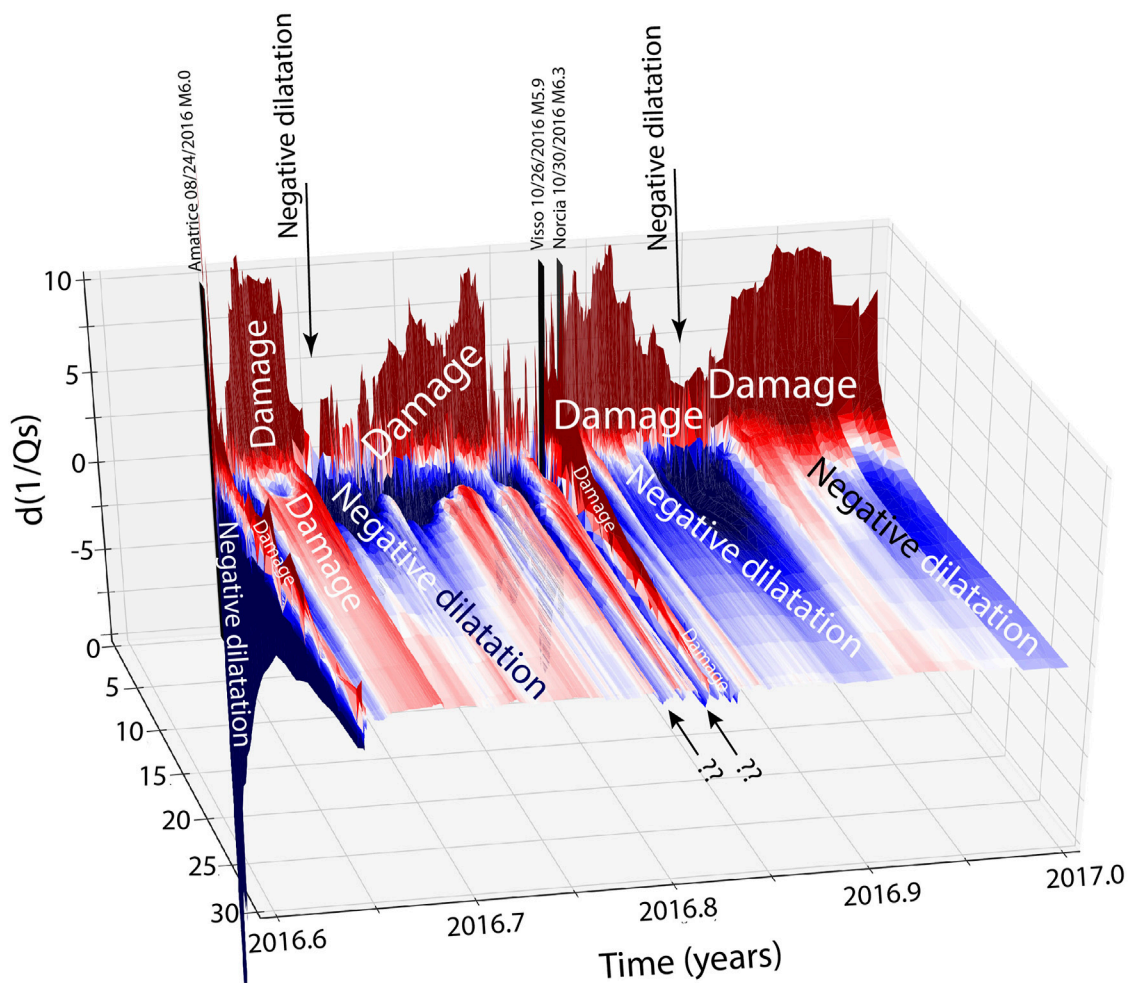 Amatrice 08/24/2016 M6.0
Negative dilatation
Visso 10/26/2016 M5.9
Norcia 10/30/2016 M6.3
Negative dilatation
10
5
0
-5
d(1/Qs)
Damage
Damage
Damage
Damage
Negative dilatation
Damage
Damage
Negative dilatation
Damage
Damage
Negative dilatation
Negative dilatation
??
??
0
5
10
15
20
25
30
2016.6
2016.7
2016.8
2016.9
2017.0
Time (years)